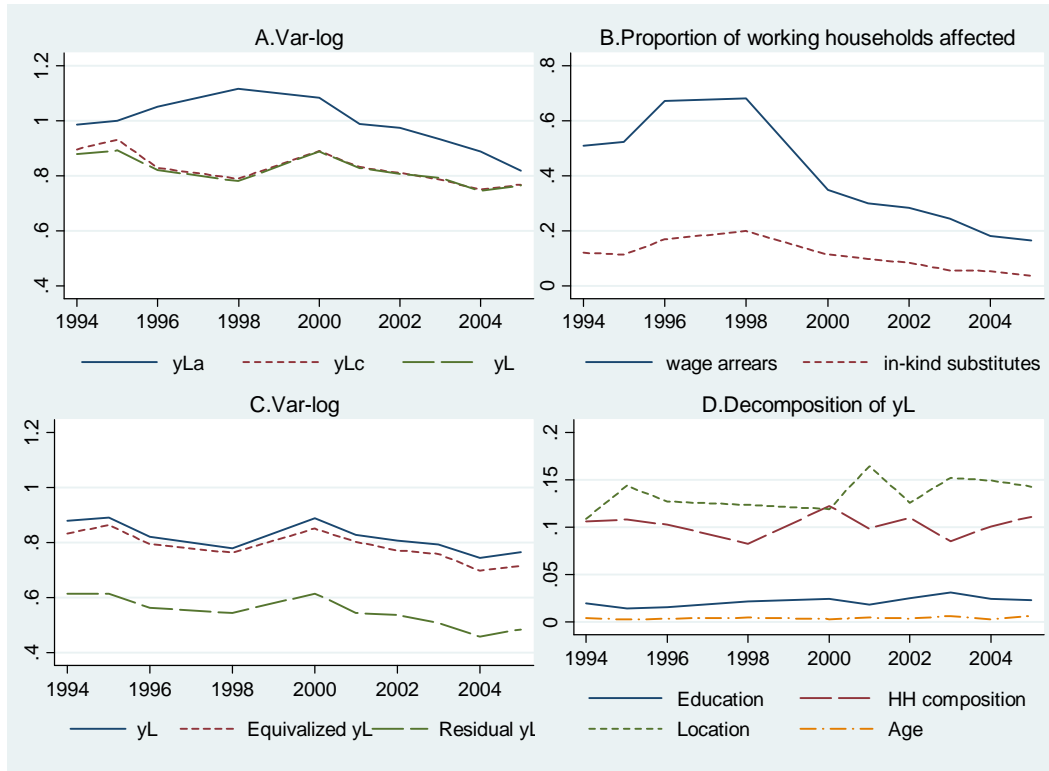 A.Var-log
1.2
1
.8
.6
.4
1994 1996 1998 2000 2002 2004
yLa yLc yL
B.Proportion of working households affected
.8
.6
.4
.2
0
1994 1996 1998 2000 2002 2004
wage arrears in-kind substitutes
C.Var-log
1.2
1
.8
.6
.4
1994 1996 1998 2000 2002 2004
yL Equivalized yL Residual yL
D.Decomposition of yL
.2
.15
.1
.05
0
1994 1996 1998 2000 2002 2004
Education HH composition
Location Age